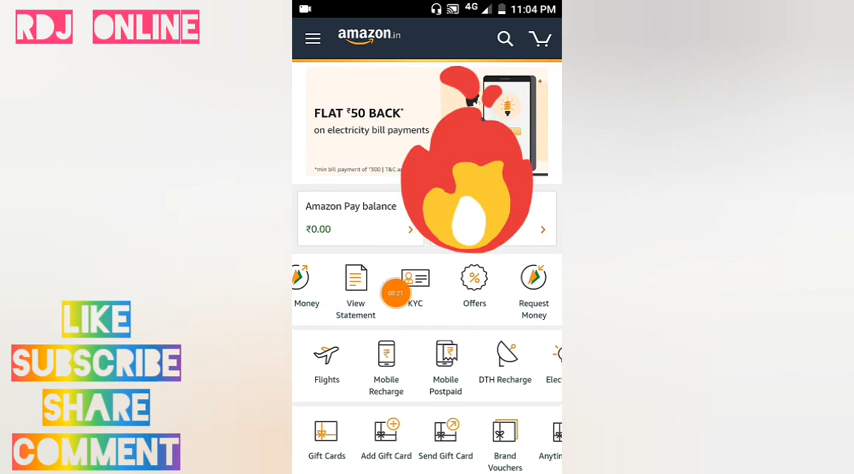 RDJ ONLINE
4G 11:04 PM
amazon.in
FLAT ₹50 BACK*
on electricity bill payments
*min bill payment of ₹300 | T&C
Amazon Pay balance
₹0.00
Money
View Statement
KYC
Offers
Request Money
00:21
Flights
Mobile Recharge
Mobile Postpaid
DTH Recharge
Elect
Gift Cards
Add Gift Card
Send Gift Card
Brand Vouchers
Anytin
LIKE
SUBSCRIBE
SHARE
COMMENT